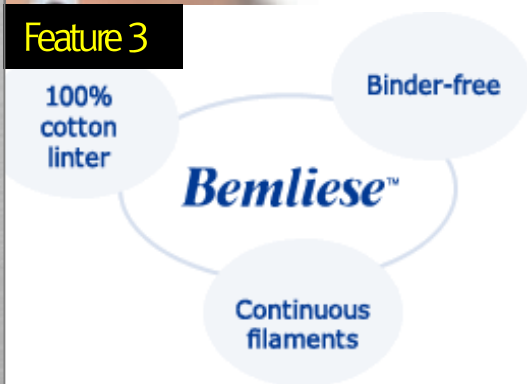 Feature 3
100%
cotton
linter
Binder-free
Bemliese™
Continuous
filaments